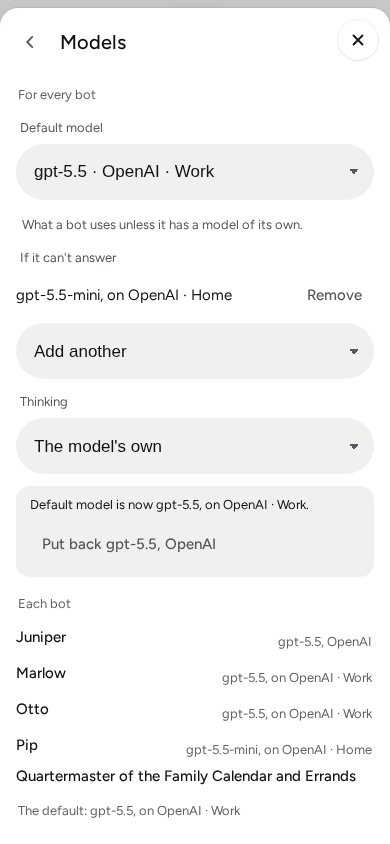 Models
For every bot
Default model
gpt-5.5 · OpenAI · Work
What a bot uses unless it has a model of its own.
If it can't answer
gpt-5.5-mini, on OpenAI · Home Remove
Add another
Thinking
The model's own
Default model is now gpt-5.5, on OpenAI · Work.
Put back gpt-5.5, OpenAI
Each bot
Juniper gpt-5.5, OpenAI
Marlow gpt-5.5, on OpenAI · Work
Otto gpt-5.5, on OpenAI · Work
Pip gpt-5.5-mini, on OpenAI · Home
Quartermaster of the Family Calendar and Errands
The default: gpt-5.5, on OpenAI · Work